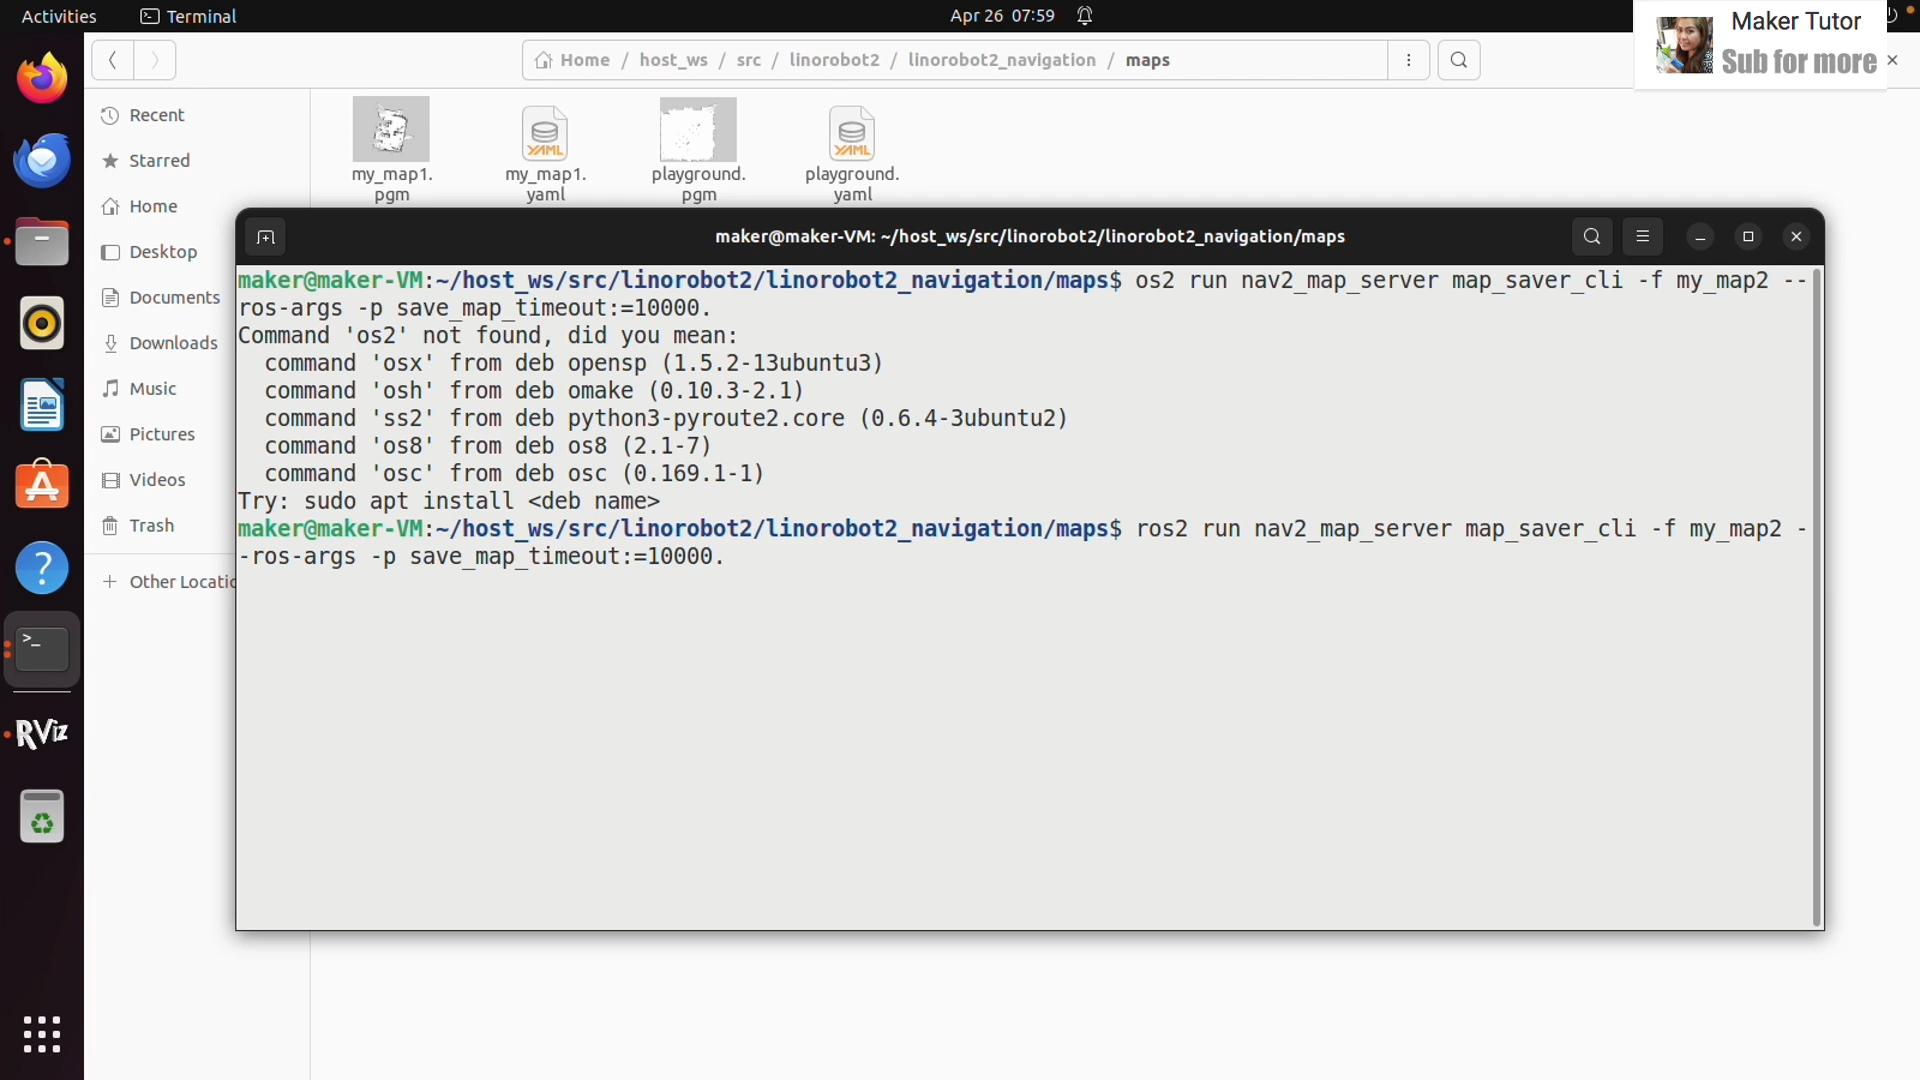 Activities
Terminal
Apr 26 07:59
Maker Tutor
Sub for more
Home / host_ws / src / linorobot2 / linorobot2_navigation / maps
Recent
Starred
Home
Desktop
Documents
Downloads
Music
Pictures
Videos
Trash
+ Other Locatio
my_map1.
pgm
my_map1.
yaml
playground.
pgm
playground.
yaml
YAML
YAML
maker@maker-VM: ~/host_ws/src/linorobot2/linorobot2_navigation/maps
maker@maker-VM:~/host_ws/src/linorobot2/linorobot2_navigation/maps$ os2 run nav2_map_server map_saver_cli -f my_map2 --
ros-args -p save_map_timeout:=10000.
Command 'os2' not found, did you mean:
command 'osx' from deb opensp (1.5.2-13ubuntu3)
command 'osh' from deb omake (0.10.3-2.1)
command 'ss2' from deb python3-pyroute2.core (0.6.4-3ubuntu2)
command 'os8' from deb os8 (2.1-7)
command 'osc' from deb osc (0.169.1-1)
Try: sudo apt install <deb name>
maker@maker-VM:~/host_ws/src/linorobot2/linorobot2_navigation/maps$ ros2 run nav2_map_server map_saver_cli -f my_map2 -
-ros-args -p save_map_timeout:=10000.
RViz